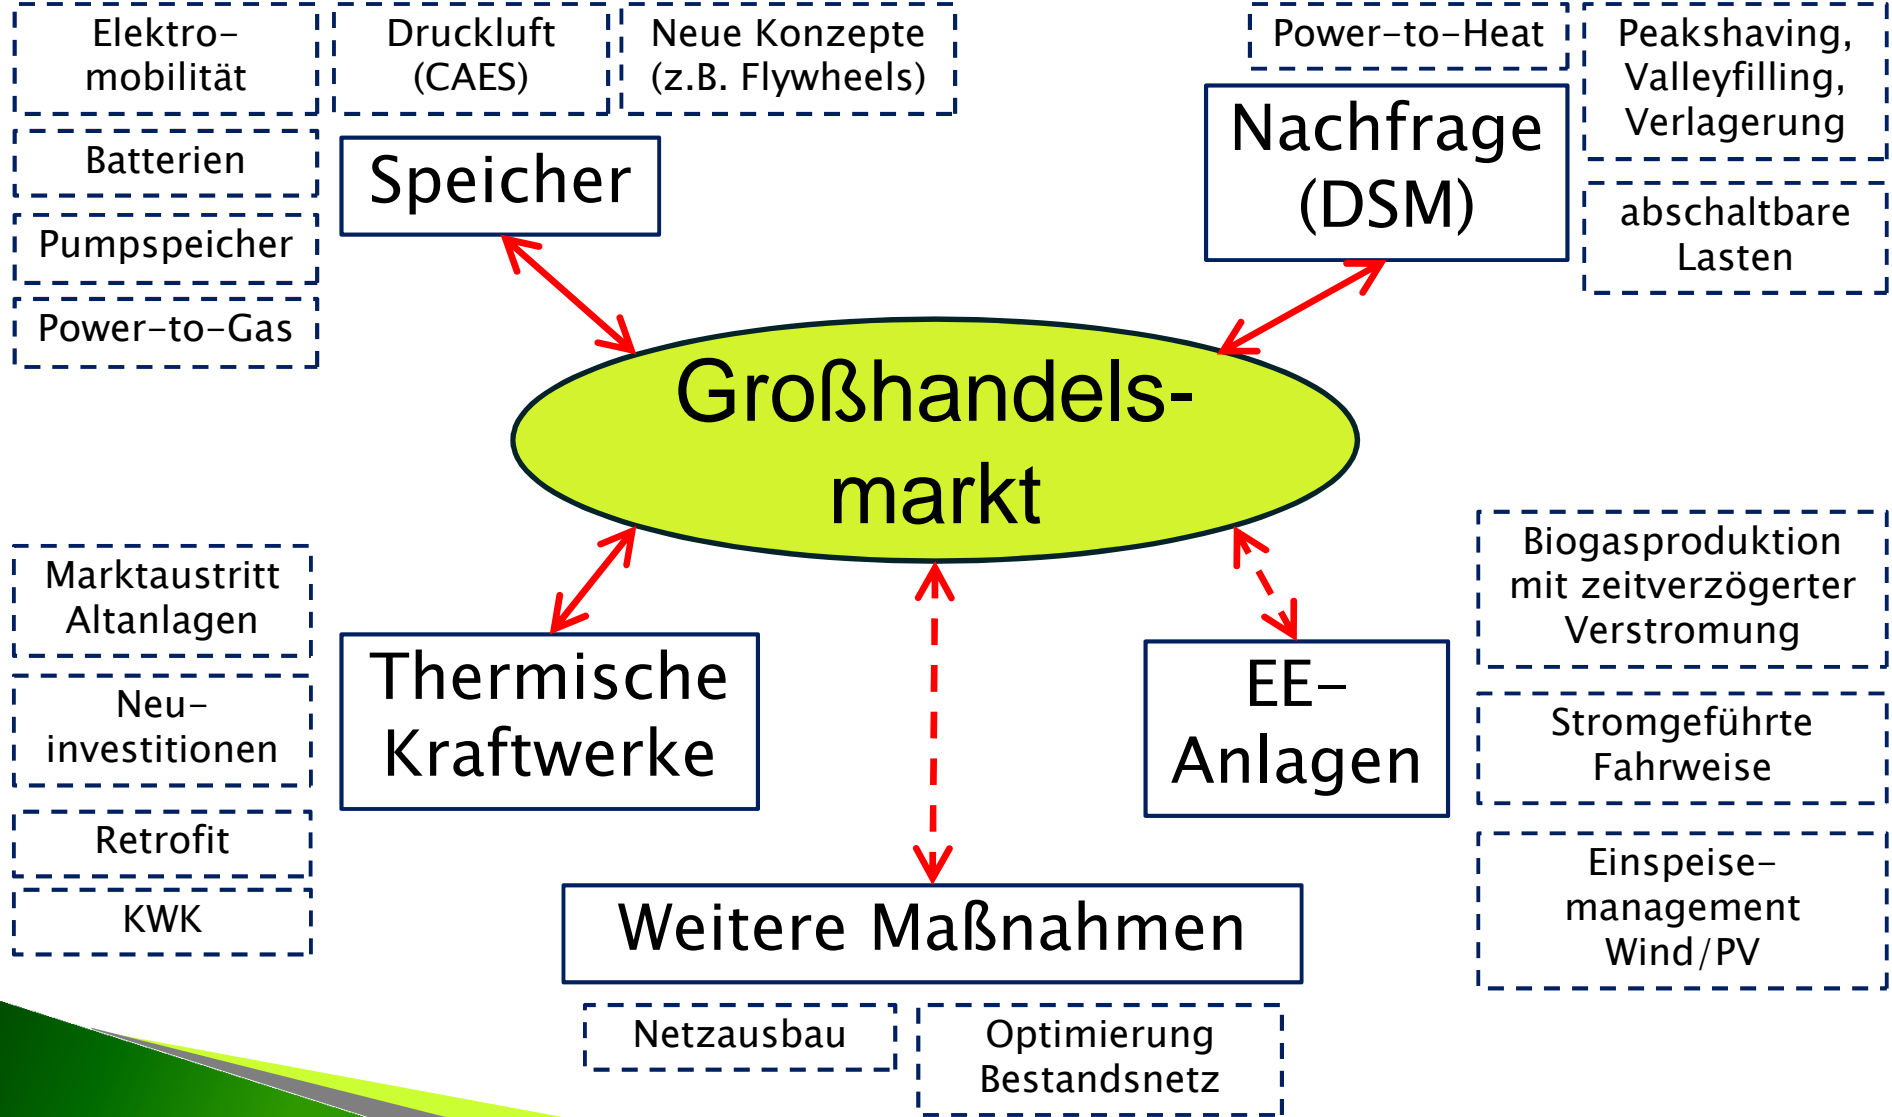 Elektro-
mobilität
Druckluft
(CAES)
Neue Konzepte
(z.B. Flywheels)
Batterien
Pumpspeicher
Power-to-Gas
Speicher
Power-to-Heat
Peakshaving,
Valleyfilling,
Verlagerung
Nachfrage
(DSM)
abschaltbare
Lasten
Großhandels-
markt
Marktaustritt
Altanlagen
Neu-
investitionen
Retrofit
KWK
Thermische
Kraftwerke
EE-
Anlagen
Biogasproduktion
mit zeitverzögerter
Verstromung
Stromgeführte
Fahrweise
Einspeise-
management
Wind/PV
Weitere Maßnahmen
Netzausbau
Optimierung
Bestandsnetz